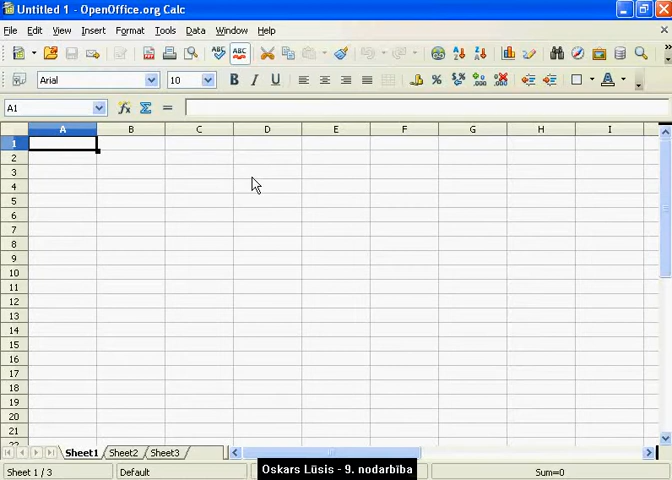 Untitled 1 - OpenOffice.org Calc
File Edit View Insert Format Tools Data Window Help
ABC ABC
Arial 10 B I U
A1
A B C D E F G H I
1
2
3
4
5
6
7
8
9
10
11
12
13
14
15
16
17
18
19
20
21
22
Sheet1 Sheet2 Sheet3
Sheet 1 / 3 Default Sum=0
Oskars Lūsis - 9. nodarbība